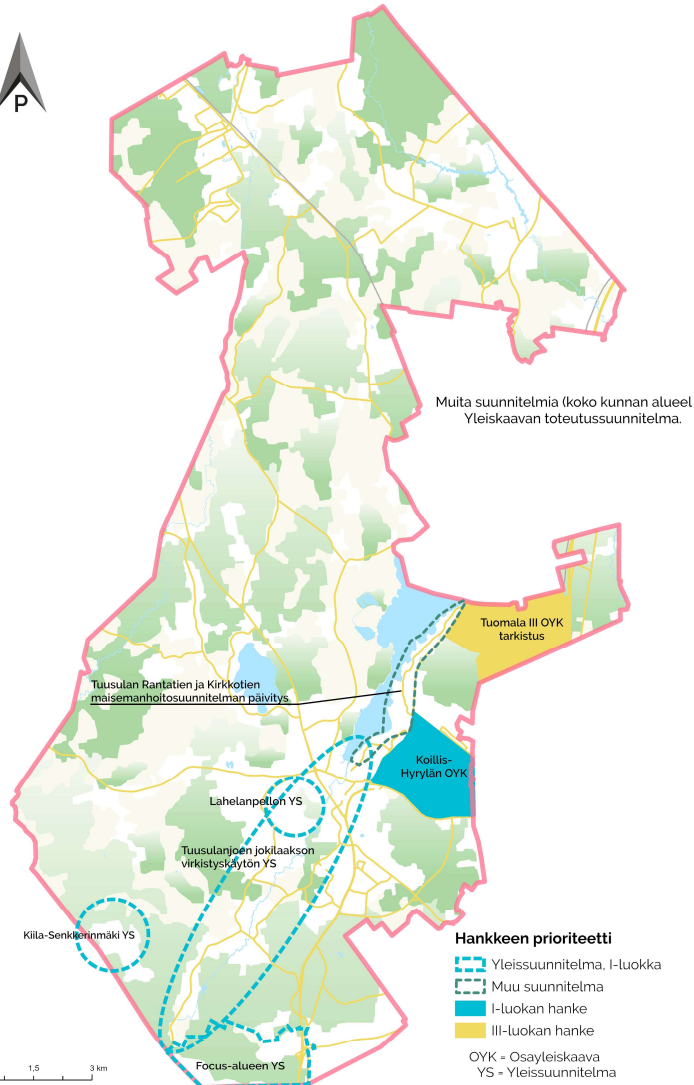 P
Muita suunnitelmia (koko kunnan alueel
Yleiskaavan toteutussuunnitelma.
Tuomala III OYK
tarkistus
Tuusulan Rantatien ja Kirkkotien
maisemanhoitosuunnitelman päivitys
Koillis-
Hyrylän OYK
Lahelanpellon YS
Tuusulanjoen jokilaakson
virkistyskäytön YS
Kiila-Senkkerinmäki YS
Focus-alueen YS
Hankkeen prioriteetti
Yleissuunnitelma, I-luokka
Muu suunnitelma
I-luokan hanke
III-luokan hanke
OYK = Osayleiskaava
YS = Yleissuunnitelma
1,5 3 km